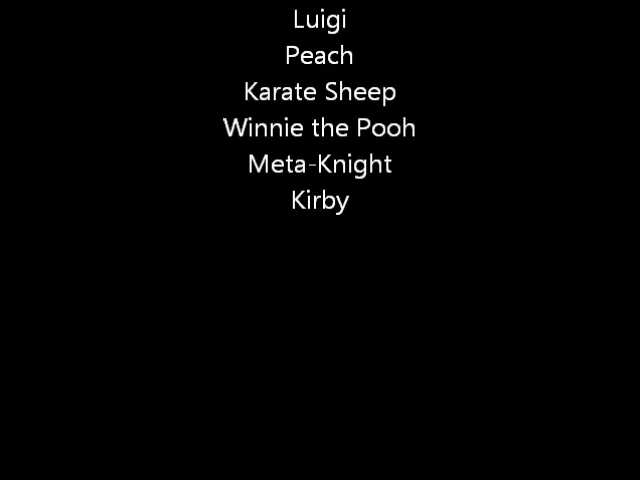 Luigi
Peach
Karate Sheep
Winnie the Pooh
Meta-Knight
Kirby